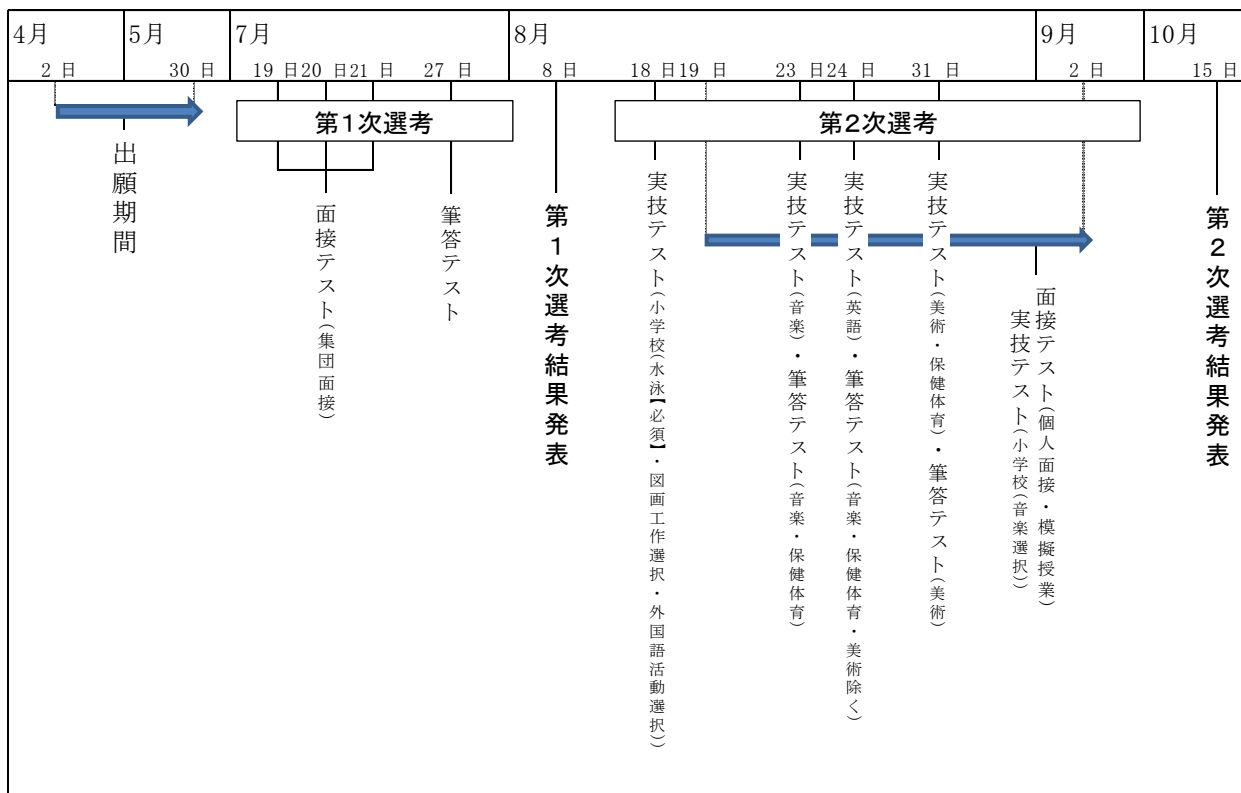 4月
5月
7月
8月
9月
10月
2 日
30 日
19 日20 日21 日
27 日
8 日
18 日19 日
23 日24 日
31 日
2 日
15 日
第1次選考
第2次選考
出願期間
面接テスト(集団面接)
筆答テスト
第1次選考結果発表
実技テスト(小学校(水泳【必須】・図画工作選択・外国語活動選択))
実技テスト(音楽)・筆答テスト(音楽・保健体育)
実技テスト(英語)・筆答テスト(音楽・保健体育・美術除く)
実技テスト(美術・保健体育)・筆答テスト(美術)
面接テスト(個人面接・模擬授業)
実技テスト(小学校(音楽選択))
第2次選考結果発表